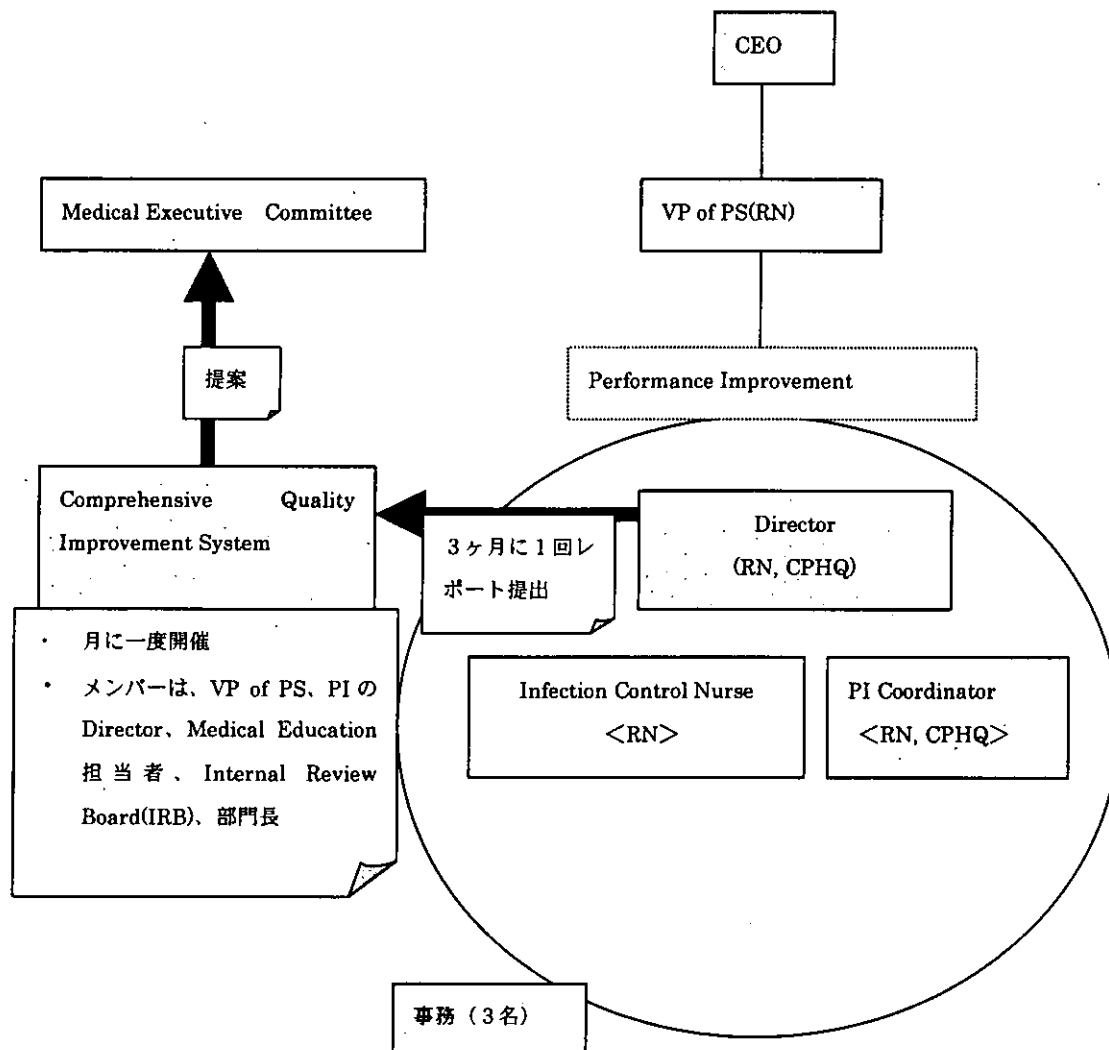 CEO
Medical Executive Committee
VP of PS(RN)
提案
Performance Improvement
Comprehensive Quality
Improvement System
３ヶ月に１回レ
ポート提出
Director
(RN, CPHQ)
・ 月に一度開催
・ メンバーは、VP of PS、PI の
Director、Medical Education
担当者、Internal Review
Board(IRB)、部門長
Infection Control Nurse
＜RN＞
PI Coordinator
＜RN, CPHQ＞
事務（３名）